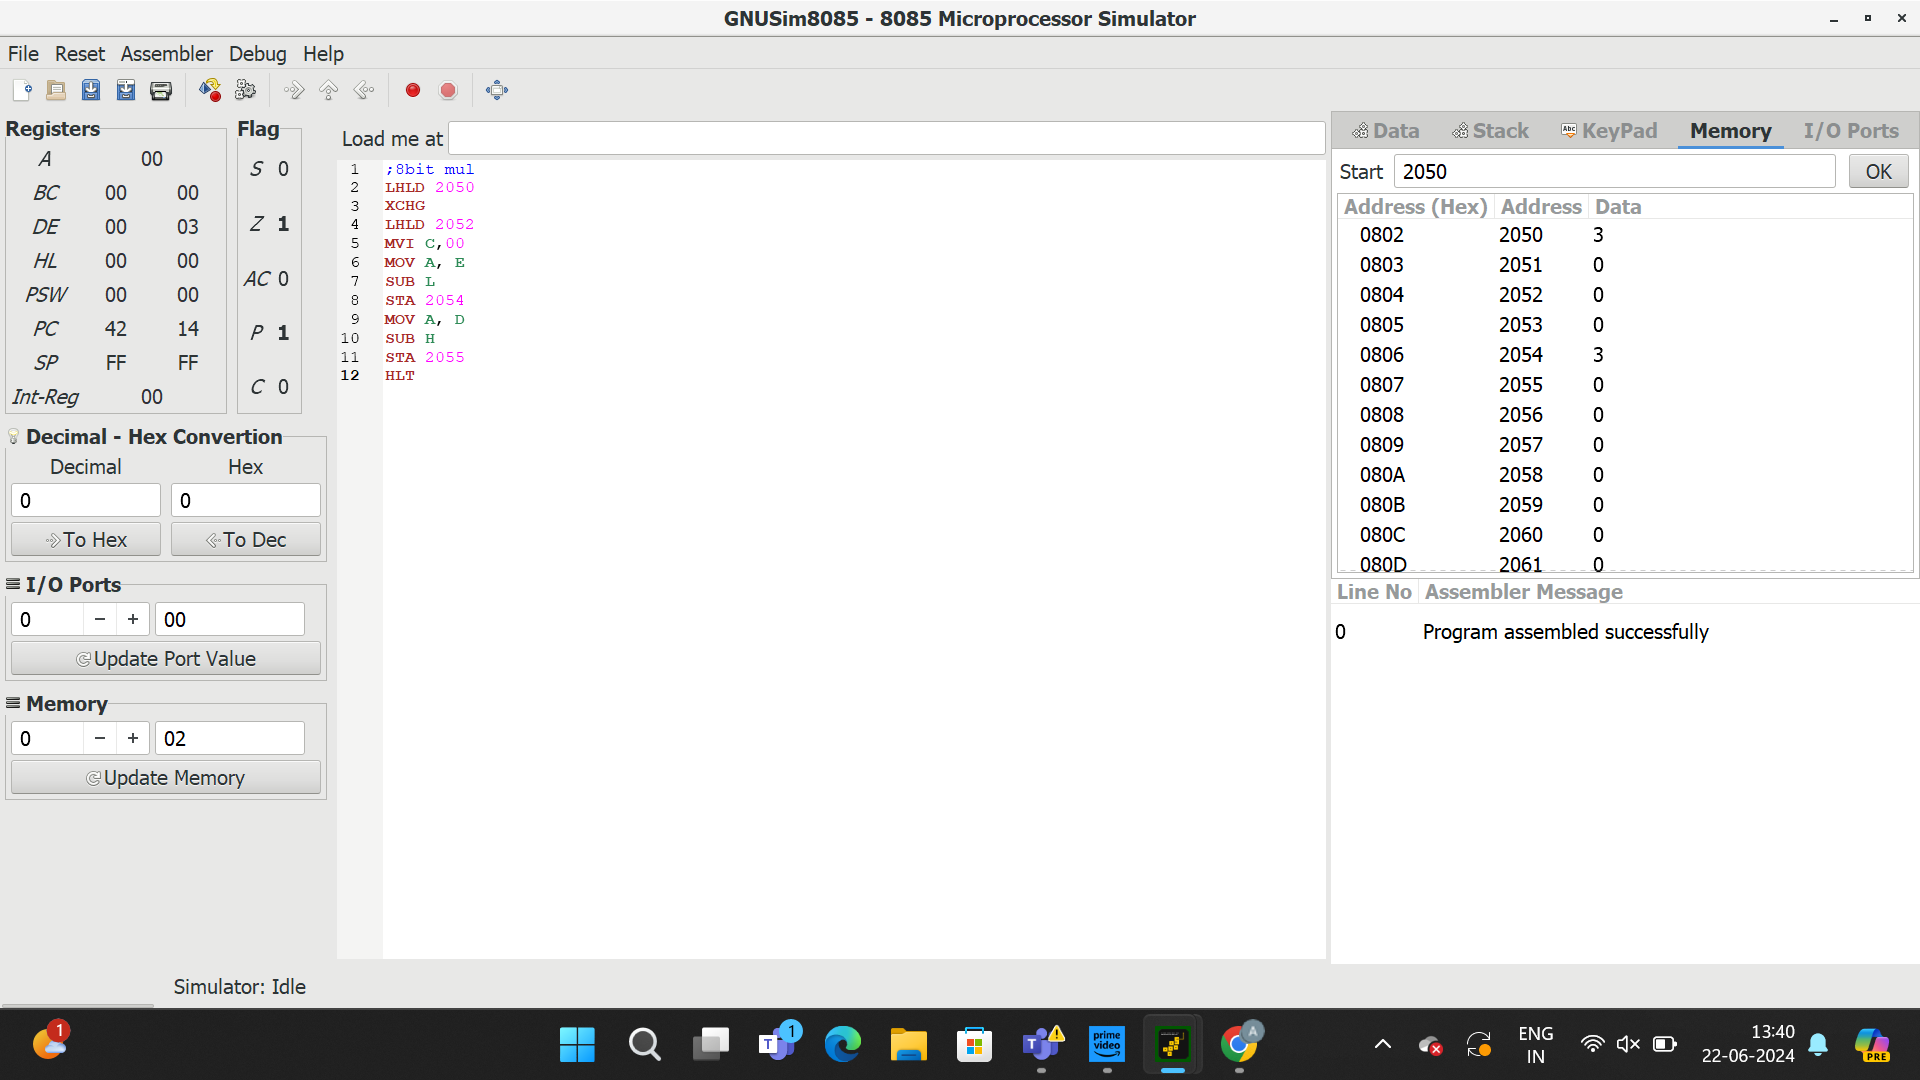 GNUSim8085 - 8085 Microprocessor Simulator
File Reset Assembler Debug Help
Registers
A 00
BC 00 00
DE 00 03
HL 00 00
PSW 00 00
PC 42 14
SP FF FF
Int-Reg 00
Flag
S 0
Z 1
AC 0
P 1
C 0
Decimal - Hex Convertion
Decimal Hex
0 0
To Hex To Dec
I/O Ports
0 − + 00
Update Port Value
Memory
0 − + 02
Update Memory
Simulator: Idle
Load me at
1 ;8bit mul
2 LHLD 2050
3 XCHG
4 LHLD 2052
5 MVI C,00
6 MOV A, E
7 SUB L
8 STA 2054
9 MOV A, D
10 SUB H
11 STA 2055
12 HLT
Data Stack Abc KeyPad Memory I/O Ports
Start 2050 OK
Address (Hex) Address Data
0802 2050 3
0803 2051 0
0804 2052 0
0805 2053 0
0806 2054 3
0807 2055 0
0808 2056 0
0809 2057 0
080A 2058 0
080B 2059 0
080C 2060 0
080D 2061 0
Line No Assembler Message
0 Program assembled successfully
1
T 1
T
prime video
A
ENG
IN
13:40
22-06-2024
PRE